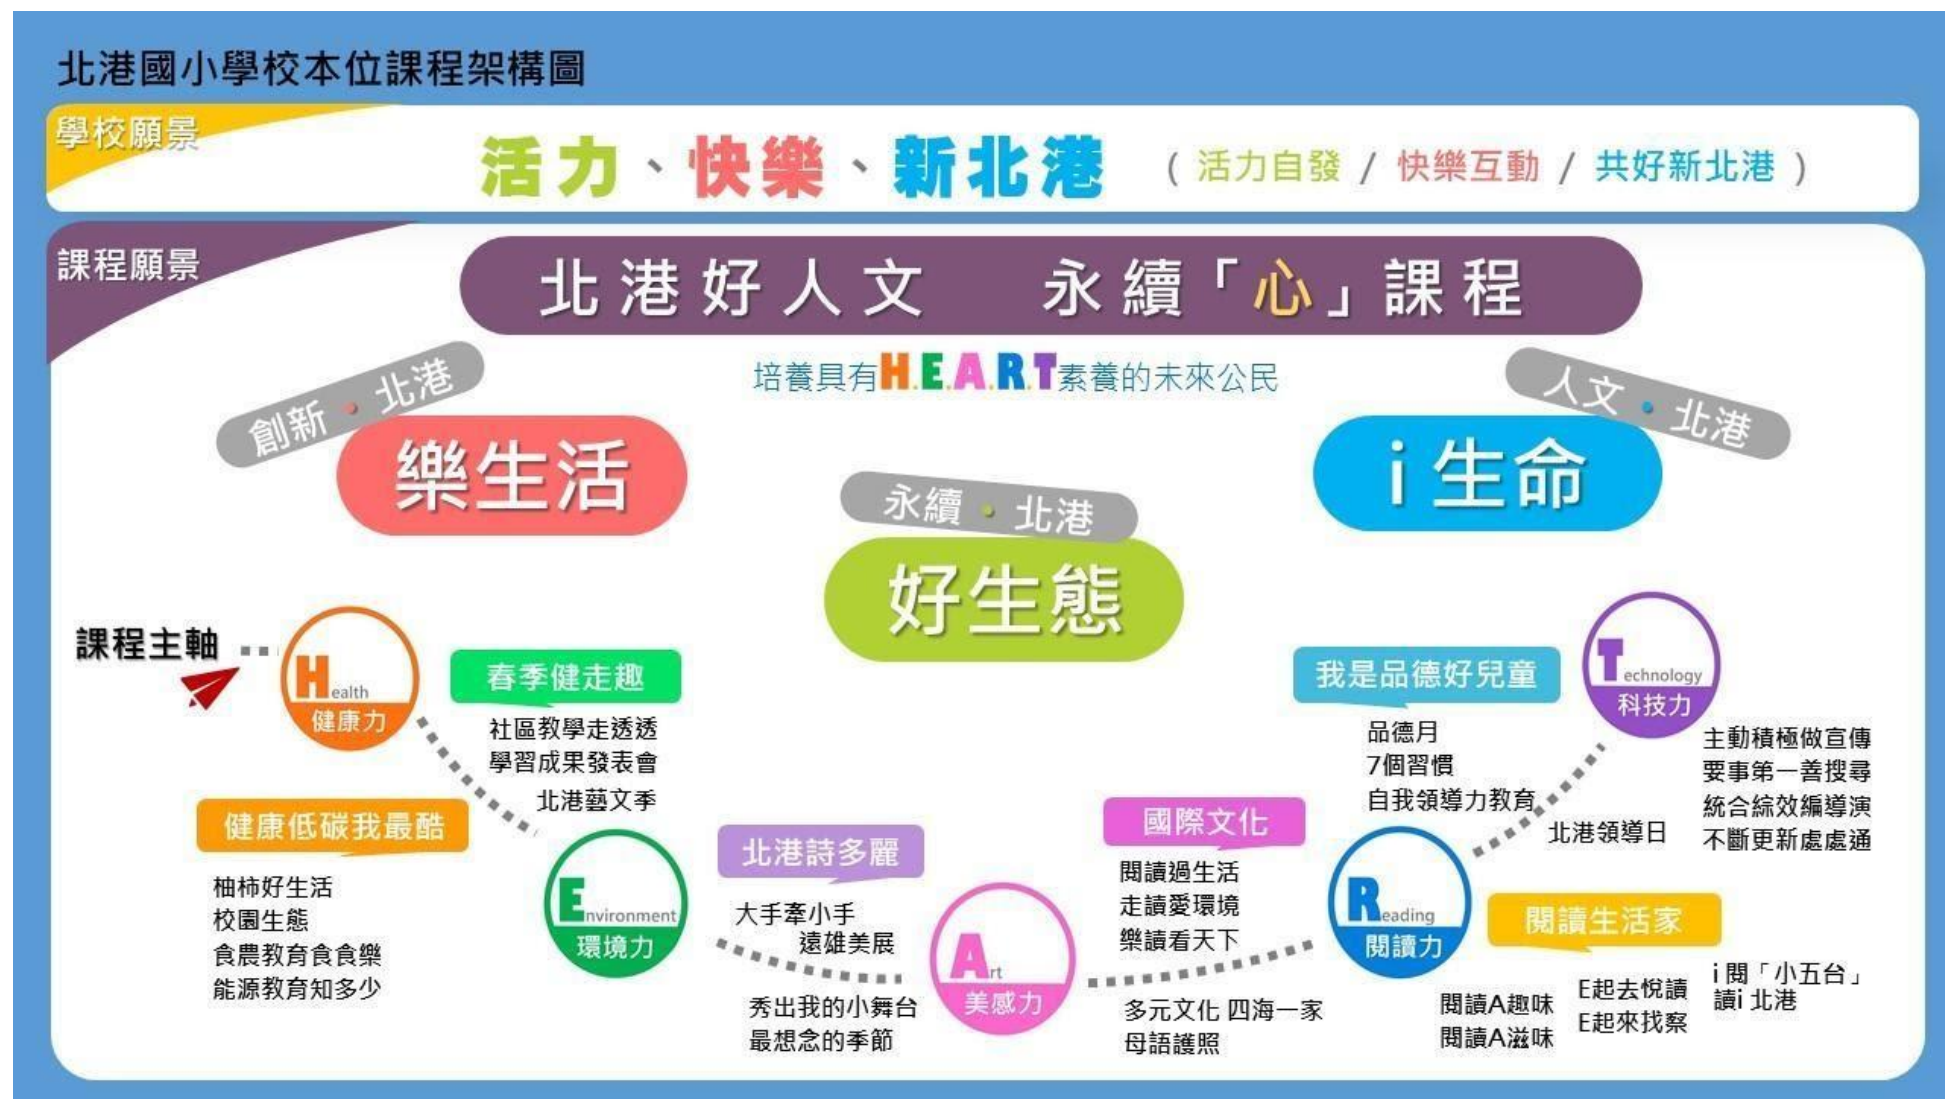 北港國小學校本位課程架構圖
學校願景
活力、快樂、新北港 ( 活力自發 / 快樂互動 / 共好新北港 )
課程願景
北港好人文 永續「心」課程
培養具有H.E.A.R.T素養的未來公民
創新・北港
樂生活
永續・北港
好生態
人文・北港
i 生命
課程主軸
Health
健康力
健康低碳我最酷
柚柿好生活
校園生態
食農教育食食樂
能源教育知多少
春季健走趣
社區教學走透透
學習成果發表會
北港藝文季
Environment
環境力
北港詩多麗
大手牽小手
遠雄美展
秀出我的小舞台
最想念的季節
Art
美感力
國際文化
閱讀過生活
走讀愛環境
樂讀看天下
多元文化 四海一家
母語護照
Reading
閱讀力
我是品德好兒童
品德月
7個習慣
自我領導力教育
北港領導日
閱讀生活家
閱讀A趣味
閱讀A滋味
E起去悅讀
E起來找察
i 閱「小五台」
讀i 北港
Technology
科技力
主動積極做宣傳
要事第一善搜尋
統合綜效編導演
不斷更新處處通